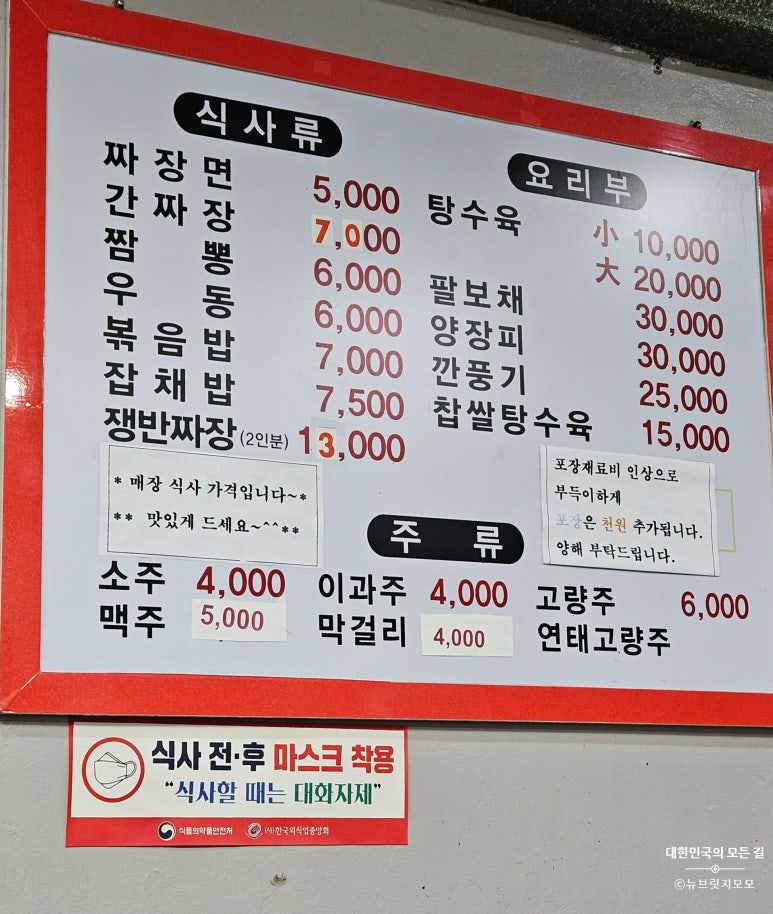 식사류
짜장면 5,000
간짜장 7,000
짬뽕 6,000
우동 6,000
볶음밥 7,000
잡채밥 7,500
쟁반짜장(2인분) 13,000
* 매장 식사 가격입니다~*
** 맛있게 드세요~^^**
요리부
탕수육 小 10,000
大 20,000
팔보채 30,000
양장피 30,000
깐풍기 25,000
찹쌀탕수육 15,000
포장재료비 인상으로
부득이하게
포장은 천원 추가됩니다.
양해 부탁드립니다.
주류
소주 4,000 이과주 4,000 고량주 6,000
맥주 5,000 막걸리 4,000 연태고량주
식사 전·후 마스크 착용
“식사할 때는 대화자제”
식품의약품안전처 (사)한국외식업중앙회
대한민국의 모든 길
ⓒ뉴브릿지모모